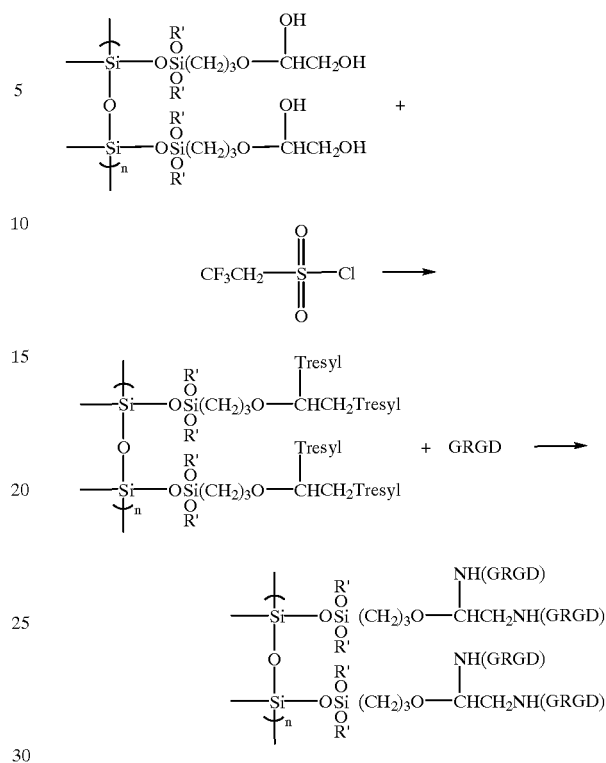 OH
R'
O
Si OSi(CH2)3O CHCH2OH
O
R'
5
OH
O
R'
O
+
Si OSi(CH2)3O CHCH2OH
n
O
R'
10
O
CF3CH2 S Cl
O
15
Tresyl
R'
O
Si OSi(CH2)3O CHCH2Tresyl
O
R'
Tresyl
O
R'
O
+ GRGD
20
Si OSi(CH2)3O CHCH2Tresyl
n
O
R'
NH(GRGD)
R'
O
25
Si OSi (CH2)3O CHCH2NH(GRGD)
O
R'
NH(GRGD)
O
R'
O
Si OSi (CH2)3O CHCH2NH(GRGD)
n
O
R'
30